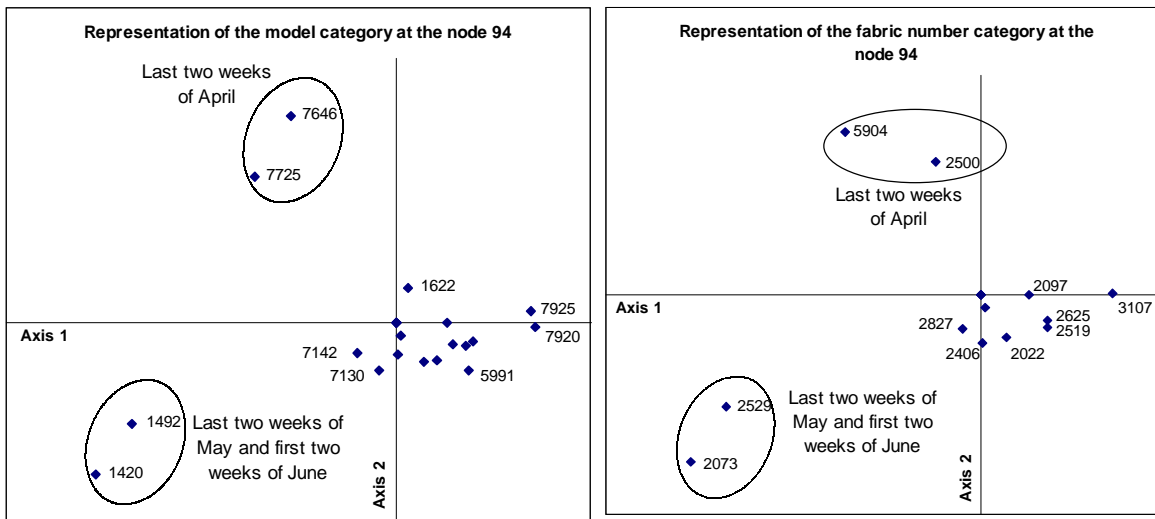 Representation of the model category at the node 94
Last two weeks
of April
7646
7725
1622
7925
Axis 1
7920
7142
7130
5991
1492
Last two weeks of
May and first two
weeks of June
1420
Axis 2
Representation of the fabric number category at the
node 94
5904
2500
Last two weeks
of April
2097
Axis 1
3107
2625
2827
2519
2406
2022
2529
Last two weeks of
May and first two
weeks of June
2073
Axis 2